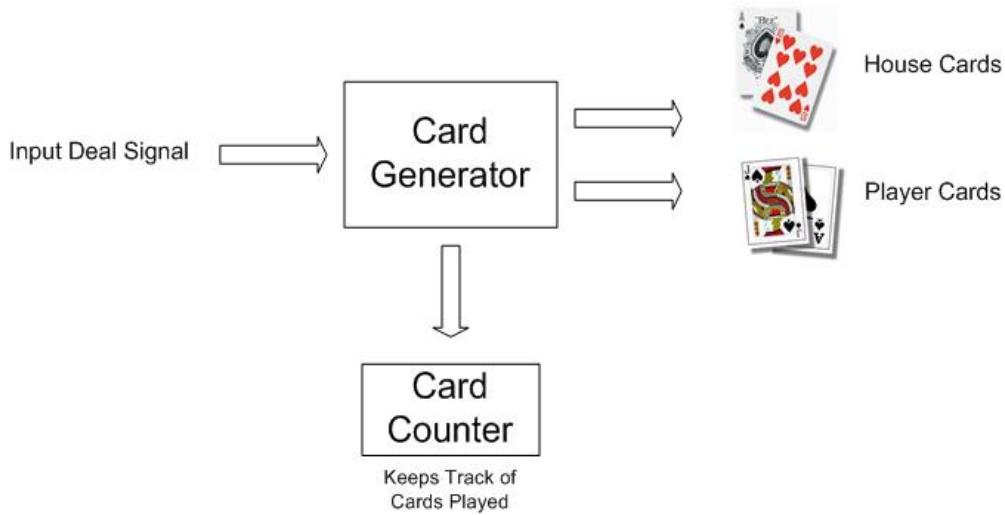 House Cards
Card
Generator
Input Deal Signal
Player Cards
Card
Counter
Keeps Track of
Cards Played